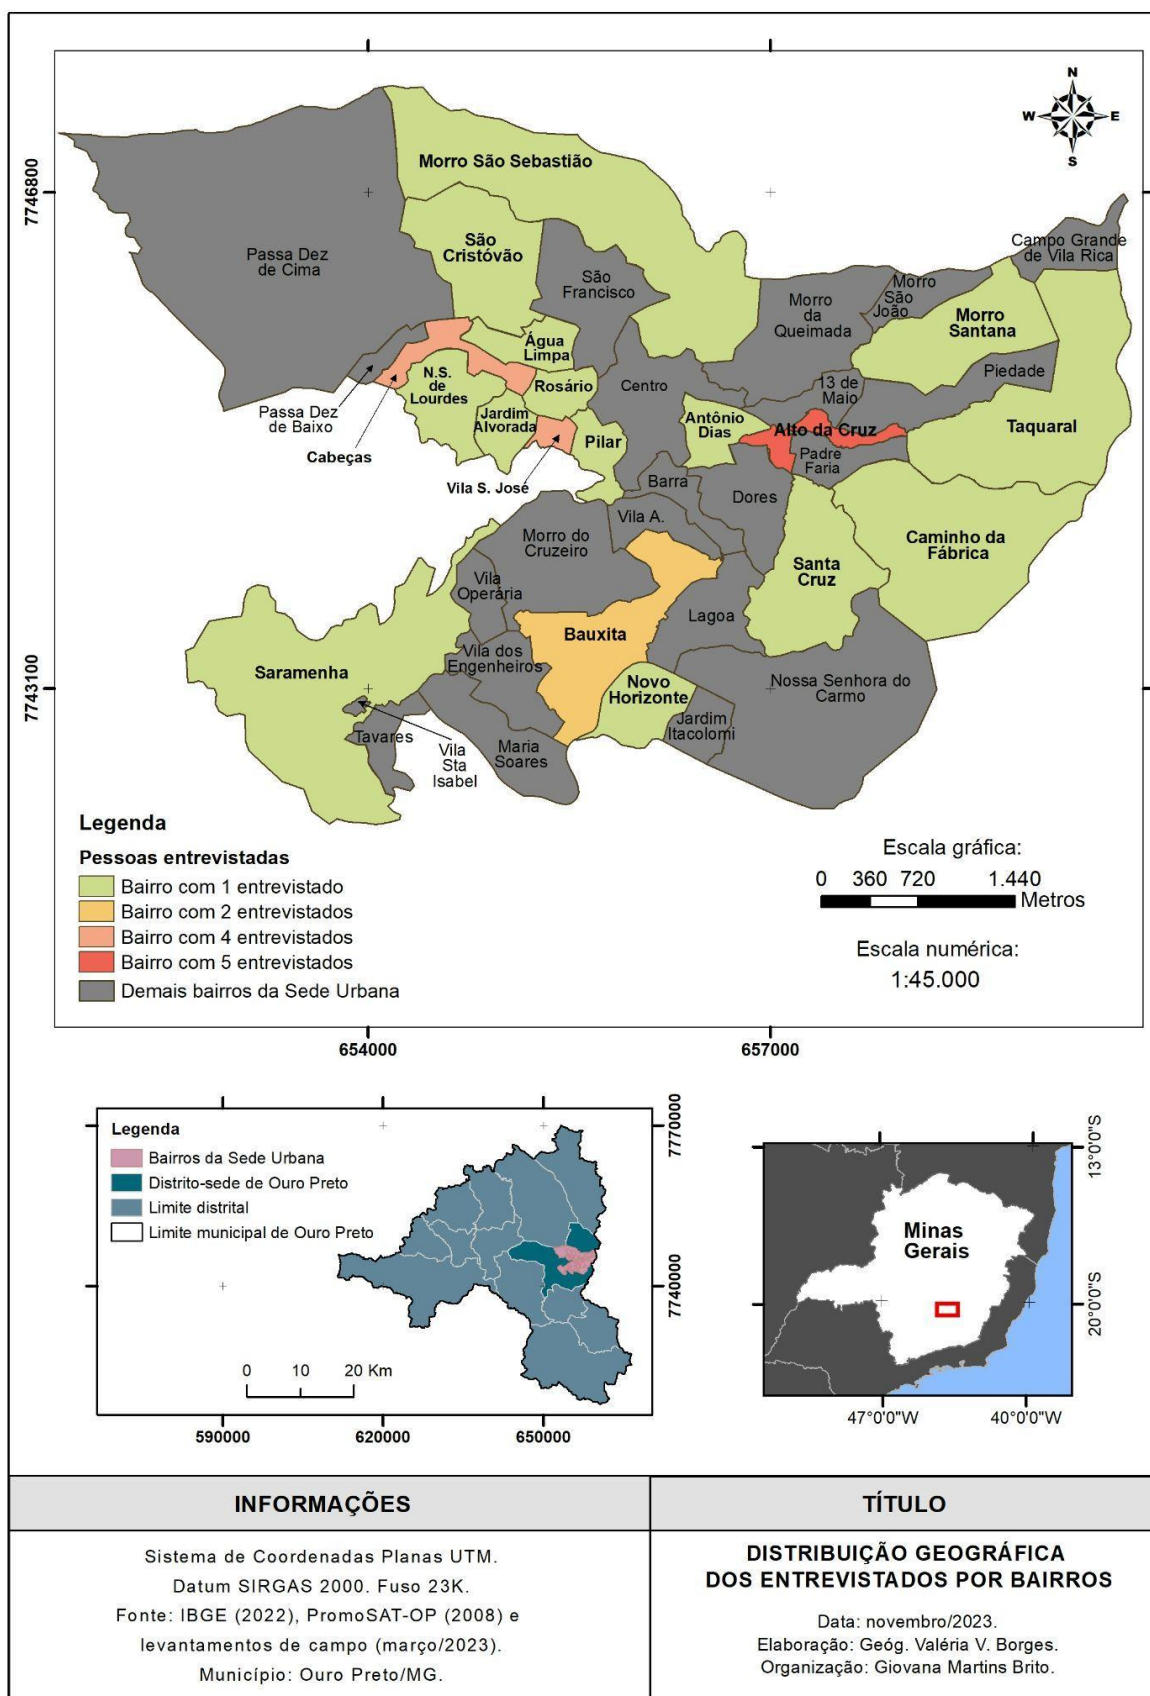 N
W
E
S
7746800
7743100
Morro São Sebastião
Passa Dez
de Cima
São
Cristóvão
São
Francisco
Campo Grande
de Vila Rica
Morro
São
João
Morro
da
Queimada
Morro
Santana
Água
Limpa
N.S.
de
Lourdes
Rosário
Centro
13 de
Maio
Piedade
Passa Dez
de Baixo
Jardim
Alvorada
Antônio
Dias
Alto da Cruz
Taquaral
Cabeças
Pilar
Padre
Faria
Vila S. José
Barra
Dores
Vila A.
Morro do
Cruzeiro
Caminho da
Fábrica
Santa
Cruz
Vila
Operária
Lagoa
Bauxita
Vila dos
Engenheiros
Saramenha
Novo
Horizonte
Nossa Senhora do
Carmo
Jardim
Itacolomi
Tavares
Vila
Sta
Isabel
Maria
Soares
Legenda
Pessoas entrevistadas
Bairro com 1 entrevistado
Bairro com 2 entrevistados
Bairro com 4 entrevistados
Bairro com 5 entrevistados
Demais bairros da Sede Urbana
Escala gráfica:
0 360 720 1.440
Metros
Escala numérica:
1:45.000
654000
657000
Legenda
Bairros da Sede Urbana
Distrito-sede de Ouro Preto
Limite distrital
Limite municipal de Ouro Preto
7770000
7740000
0 10 20 Km
590000
620000
650000
Minas
Gerais
13°0'0"S
20°0'0"S
47°0'0"W
40°0'0"W
INFORMAÇÕES
Sistema de Coordenadas Planas UTM.
Datum SIRGAS 2000. Fuso 23K.
Fonte: IBGE (2022), PromoSAT-OP (2008) e
levantamentos de campo (março/2023).
Município: Ouro Preto/MG.
TÍTULO
DISTRIBUIÇÃO GEOGRÁFICA
DOS ENTREVISTADOS POR BAIRROS
Data: novembro/2023.
Elaboração: Geóg. Valéria V. Borges.
Organização: Giovana Martins Brito.